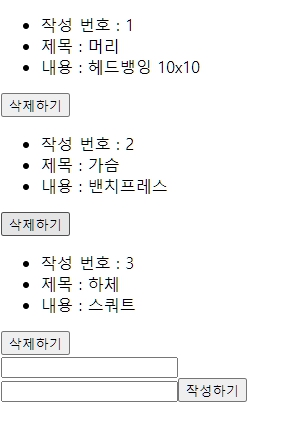 작성 번호 : 1
제목 : 머리
내용 : 헤드뱅잉 10x10
삭제하기
작성 번호 : 2
제목 : 가슴
내용 : 밴치프레스
삭제하기
작성 번호 : 3
제목 : 하체
내용 : 스쿼트
삭제하기
작성하기